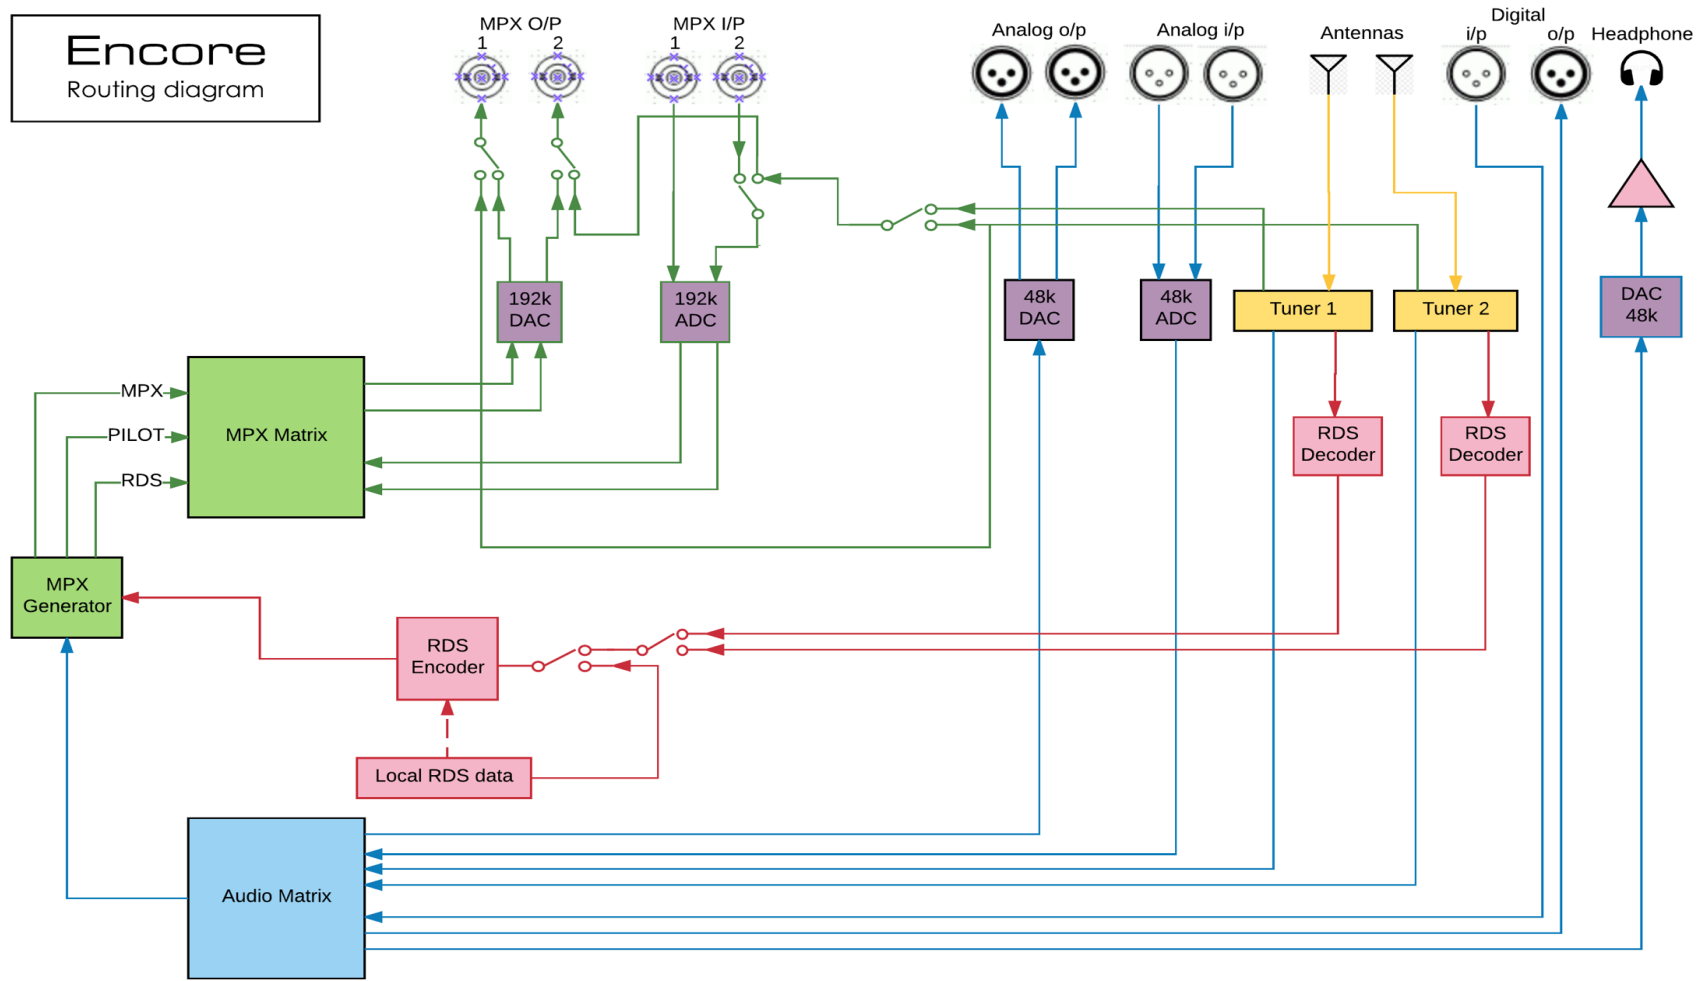 Encore
Routing diagram
MPX O/P
1 2
MPX I/P
1 2
Analog o/p
Analog i/p
Antennas
Digital
i/p o/p
Headphone
192k
DAC
192k
ADC
48k
DAC
48k
ADC
Tuner 1
Tuner 2
DAC
48k
MPX
PILOT
RDS
MPX Matrix
RDS
Decoder
RDS
Decoder
MPX
Generator
RDS
Encoder
Local RDS data
Audio Matrix